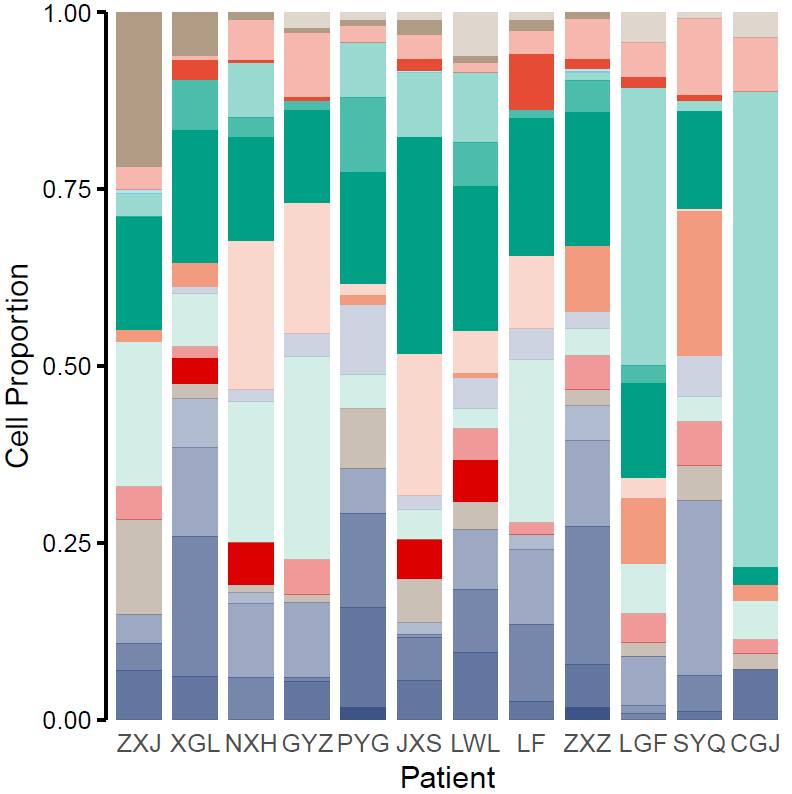 1.00
0.75
0.50
0.25
0.00
Cell Proportion
ZXJ XGL NXH GYZ PYG JXS LWL LF ZXZ LGF SYQ CGJ
Patient